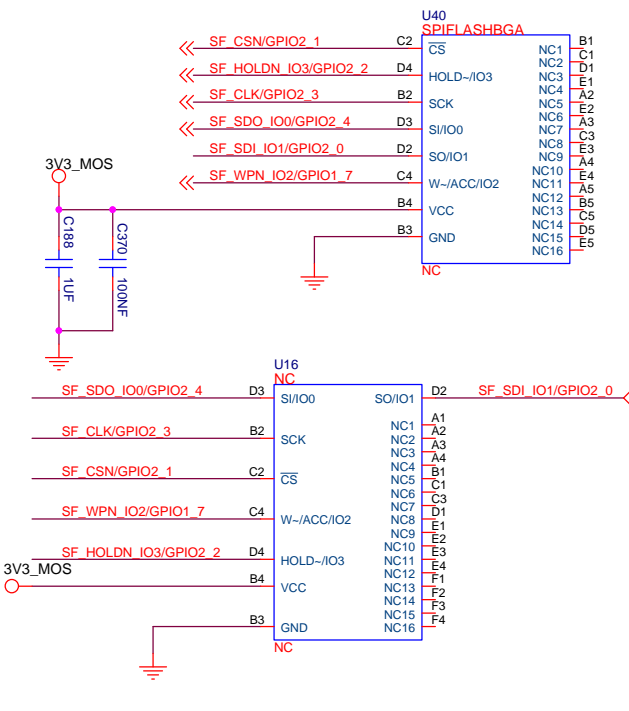 U40
SPIFLASHBGA
SF_CSN/GPIO2_1 C2 CS NC1 B1
NC2 C1
SF_HOLDN_IO3/GPIO2_2 D4 HOLD~/IO3 NC3 D1
NC4 E1
SF_CLK/GPIO2_3 B2 SCK NC5 A2
NC6 E2
SF_SDO_IO0/GPIO2_4 D3 SI/IO0 NC7 A3
NC8 C3
SF_SDI_IO1/GPIO2_0 D2 SO/IO1 NC9 E3
NC10 A4
SF_WPN_IO2/GPIO1_7 C4 W~/ACC/IO2 NC11 E4
NC12 A5
3V3_MOS
B4 VCC NC13 B5
NC14 C5
B3 GND NC15 D5
NC16 E5
NC
C188
1UF
C370
100NF
U16
NC
SF_SDO_IO0/GPIO2_4 D3 SI/IO0 SO/IO1 D2 SF_SDI_IO1/GPIO2_0
NC1 A1
SF_CLK/GPIO2_3 B2 SCK NC2 A2
NC3 A3
NC4 A4
SF_CSN/GPIO2_1 C2 CS NC5 B1
NC6 C1
NC7 C3
SF_WPN_IO2/GPIO1_7 C4 W~/ACC/IO2 NC8 D1
NC9 E1
NC10 E2
SF_HOLDN_IO3/GPIO2_2 D4 HOLD~/IO3 NC11 E3
NC12 E4
3V3_MOS
B4 VCC NC13 F1
NC14 F2
NC15 F3
B3 GND NC16 F4
NC